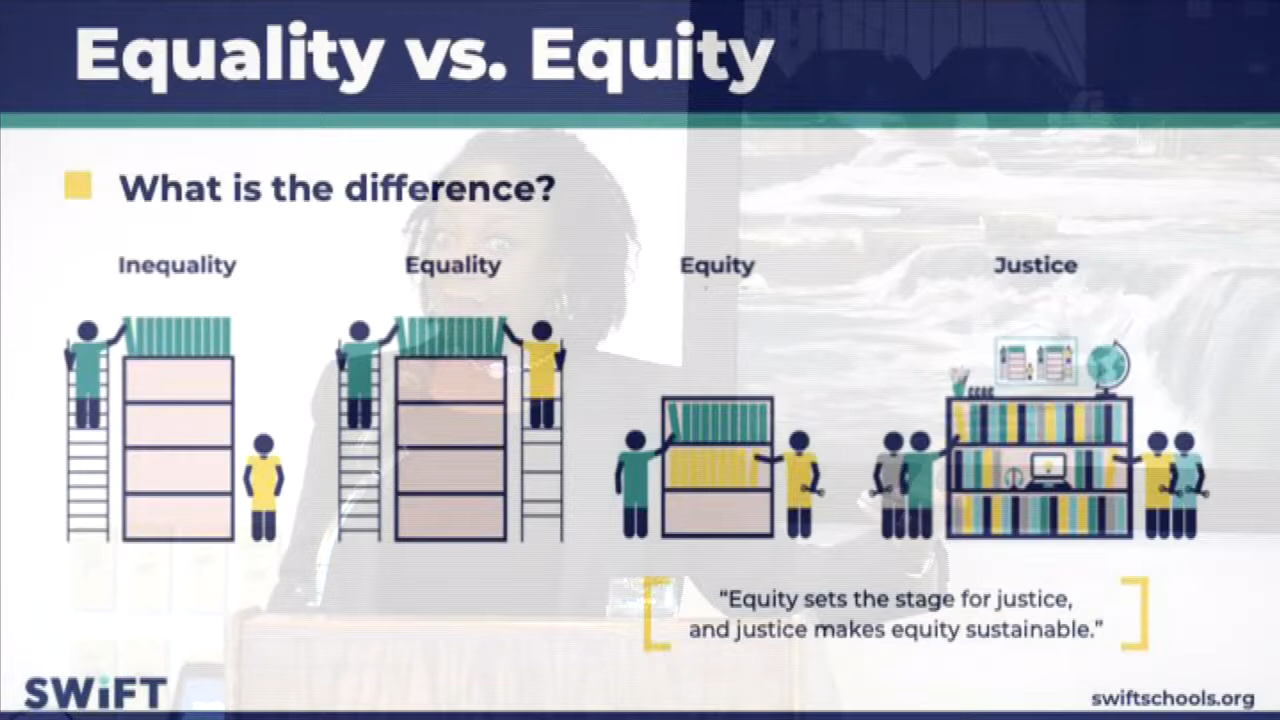 Equality vs. Equity
What is the difference?
Inequality
Equality
Equity
Justice
“Equity sets the stage for justice,
and justice makes equity sustainable.”
SWiFT
swiftschools.org